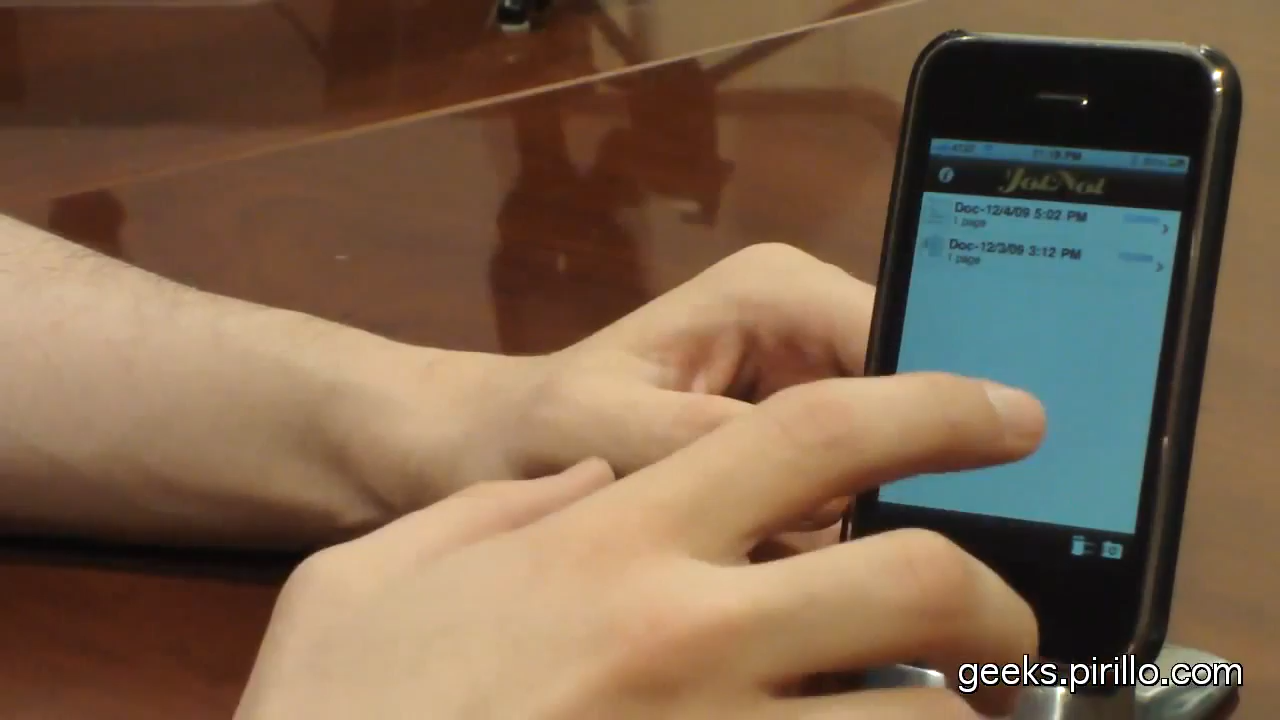 AT&T
JotNot
Doc-12/4/09 5:02 PM
1 page
Doc-12/3/09 3:12 PM
1 page
geeks.pirillo.com